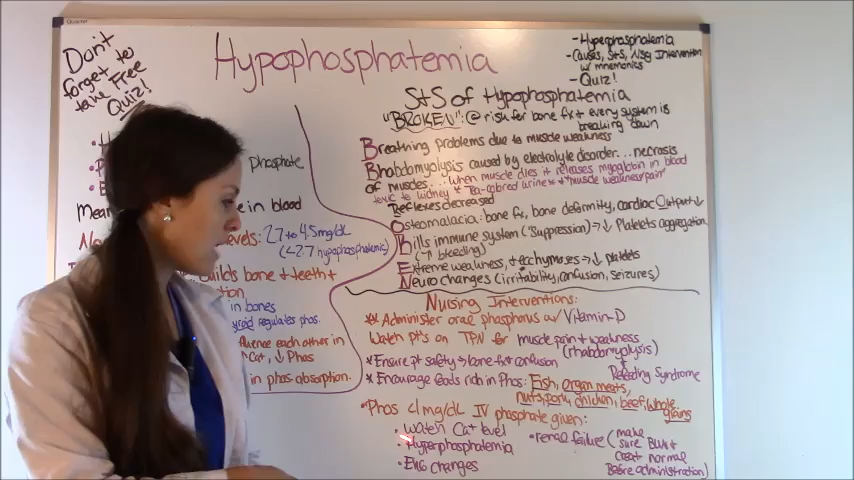 Quartet
Don't
forget to
take Free
Quiz!
Hypophosphatemia
- Hyperphosphatemia
- Causes, S+S, Nsg Intervention
w/ mnemonics
- Quiz!
Phosphate
Mean
e in blood
levels: 2.7 to 4.5mg/dL
(<2.7 hypophosphatemic)
Builds bone + teeth +
in bones
regulates phos.
fluence each other in
↑ Ca+, ↓ Phos
in phos absorption.
S+S of Hypophosphatemia
"BROKEN": @ risk for bone fx + every system is
breaking down
Breathing problems due to muscle weakness
Rhabdomyolysis caused by electrolyte disorder... necrosis
of muscles... when muscle dies it releases myoglobin in blood
toxic to kidney * Tea-colored urine * * "muscle weakness/pain"
Reflexes decreased
Osteomalacia: bone fx, bone deformity, cardiac Output ↓
Kills immune system ("suppression) → ↓ Platelets aggregation
(↑ bleeding)
Extreme weakness, + ecchymoses → ↓ platelets
Neuro changes (irritability, confusion, seizures)
Nursing Interventions:
** Administer oral phosphorus w/ Vitamin-D
Watch pts on TPN for muscle pain + weakness
(rhabdomyolysis)
+
Refeeding Syndrome
* Ensure pt safety → bone fx + confusion
* Encourage foods rich in Phos: Fish, organ meats,
nuts, pork, chicken, beef, whole
grains
• Phos <1mg/dL IV phosphate given:
• Watch Ca+ level
• Hyperphosphatemia
• EKG changes
• renal failure (make
sure BUN +
creat normal
Before administration)